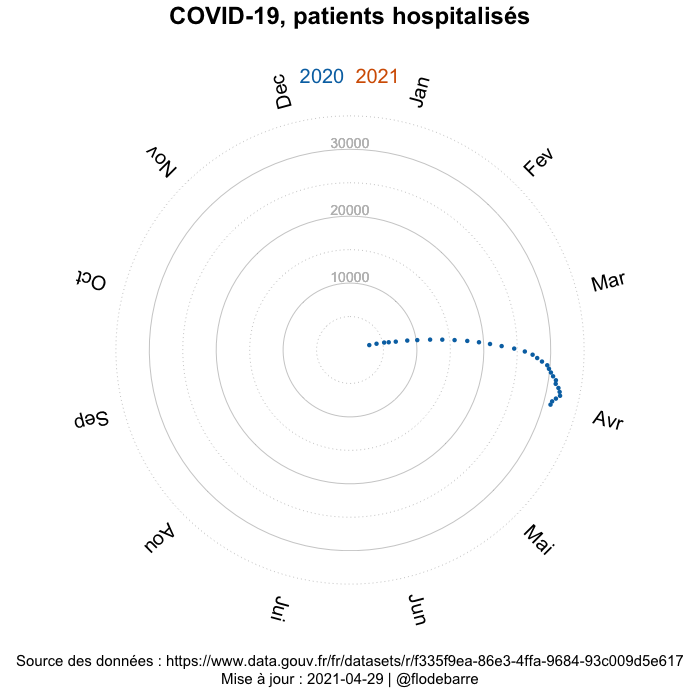 COVID-19, patients hospitalisés
2020 2021
Jan
Fev
Mar
Avr
Mai
Jun
Jui
Aou
Sep
Oct
Nov
Dec
30000
20000
10000
Source des données : https://www.data.gouv.fr/fr/datasets/r/f335f9ea-86e3-4ffa-9684-93c009d5e617
Mise à jour : 2021-04-29 | @flodebarre